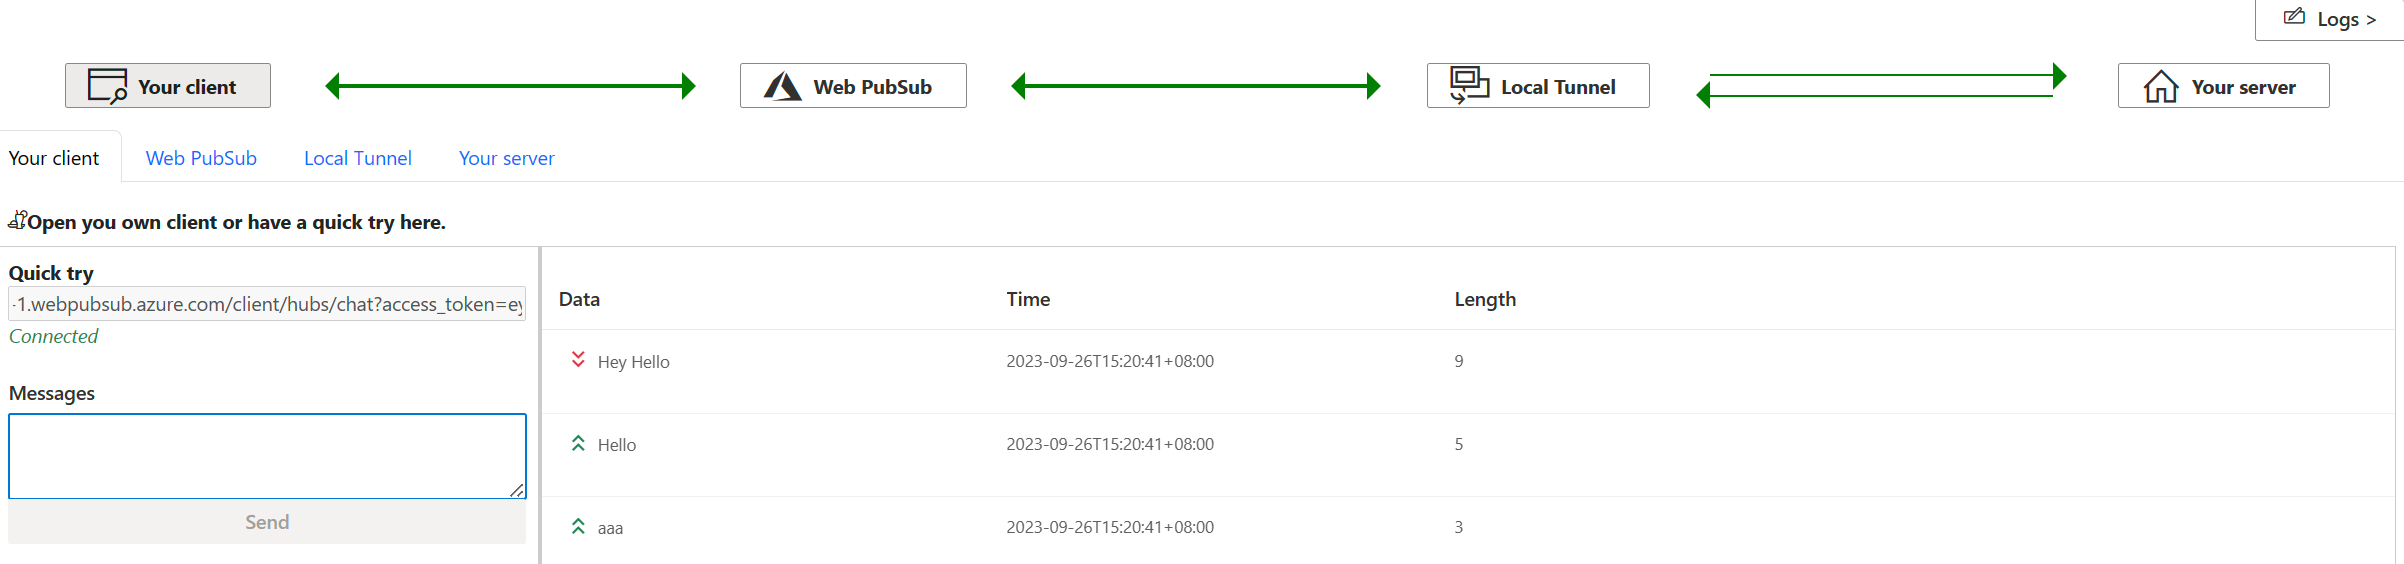 Logs >
Your client
Web PubSub
Local Tunnel
Your server
Your client Web PubSub Local Tunnel Your server
Open you own client or have a quick try here.
Quick try
-1.webpubsub.azure.com/client/hubs/chat?access_token=ey
Connected
Messages
Send
Data Time Length
Hey Hello 2023-09-26T15:20:41+08:00 9
Hello 2023-09-26T15:20:41+08:00 5
aaa 2023-09-26T15:20:41+08:00 3